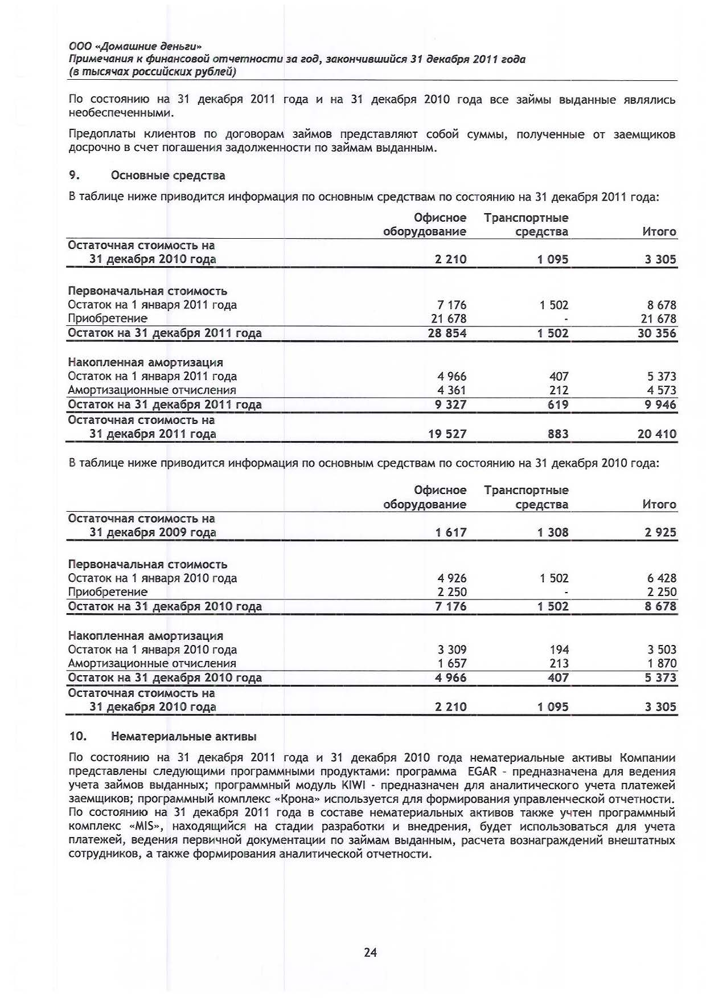 ООО «Домашние деньги»
Примечания к финансовой отчетности за год, закончившийся 31 декабря 2011 года
(в тысячах российских рублей)
По состоянию на 31 декабря 2011 года и на 31 декабря 2010 года все займы выданные являлись
необеспеченными.
Предоплаты клиентов по договорам займов представляют собой суммы, полученные от заемщиков
досрочно в счет погашения задолженности по займам выданным.
9. Основные средства
В таблице ниже приводится информация по основным средствам по состоянию на 31 декабря 2011 года:
Офисное Транспортные
оборудование средства Итого
Остаточная стоимость на
31 декабря 2010 года 2 210 1 095 3 305
Первоначальная стоимость
Остаток на 1 января 2011 года 7 176 1 502 8 678
Приобретение 21 678 - 21 678
Остаток на 31 декабря 2011 года 28 854 1 502 30 356
Накопленная амортизация
Остаток на 1 января 2011 года 4 966 407 5 373
Амортизационные отчисления 4 361 212 4 573
Остаток на 31 декабря 2011 года 9 327 619 9 946
Остаточная стоимость на
31 декабря 2011 года 19 527 883 20 410
В таблице ниже приводится информация по основным средствам по состоянию на 31 декабря 2010 года:
Офисное Транспортные
оборудование средства Итого
Остаточная стоимость на
31 декабря 2009 года 1 617 1 308 2 925
Первоначальная стоимость
Остаток на 1 января 2010 года 4 926 1 502 6 428
Приобретение 2 250 - 2 250
Остаток на 31 декабря 2010 года 7 176 1 502 8 678
Накопленная амортизация
Остаток на 1 января 2010 года 3 309 194 3 503
Амортизационные отчисления 1 657 213 1 870
Остаток на 31 декабря 2010 года 4 966 407 5 373
Остаточная стоимость на
31 декабря 2010 года 2 210 1 095 3 305
10. Нематериальные активы
По состоянию на 31 декабря 2011 года и 31 декабря 2010 года нематериальные активы Компании
представлены следующими программными продуктами: программа EGAR - предназначена для ведения
учета займов выданных; программный модуль KIWI - предназначен для аналитического учета платежей
заемщиков; программный комплекс «Крона» используется для формирования управленческой отчетности.
По состоянию на 31 декабря 2011 года в составе нематериальных активов также учтен программный
комплекс «MIS», находящийся на стадии разработки и внедрения, будет использоваться для учета
платежей, ведения первичной документации по займам выданным, расчета вознаграждений внештатных
сотрудников, а также формирования аналитической отчетности.
24